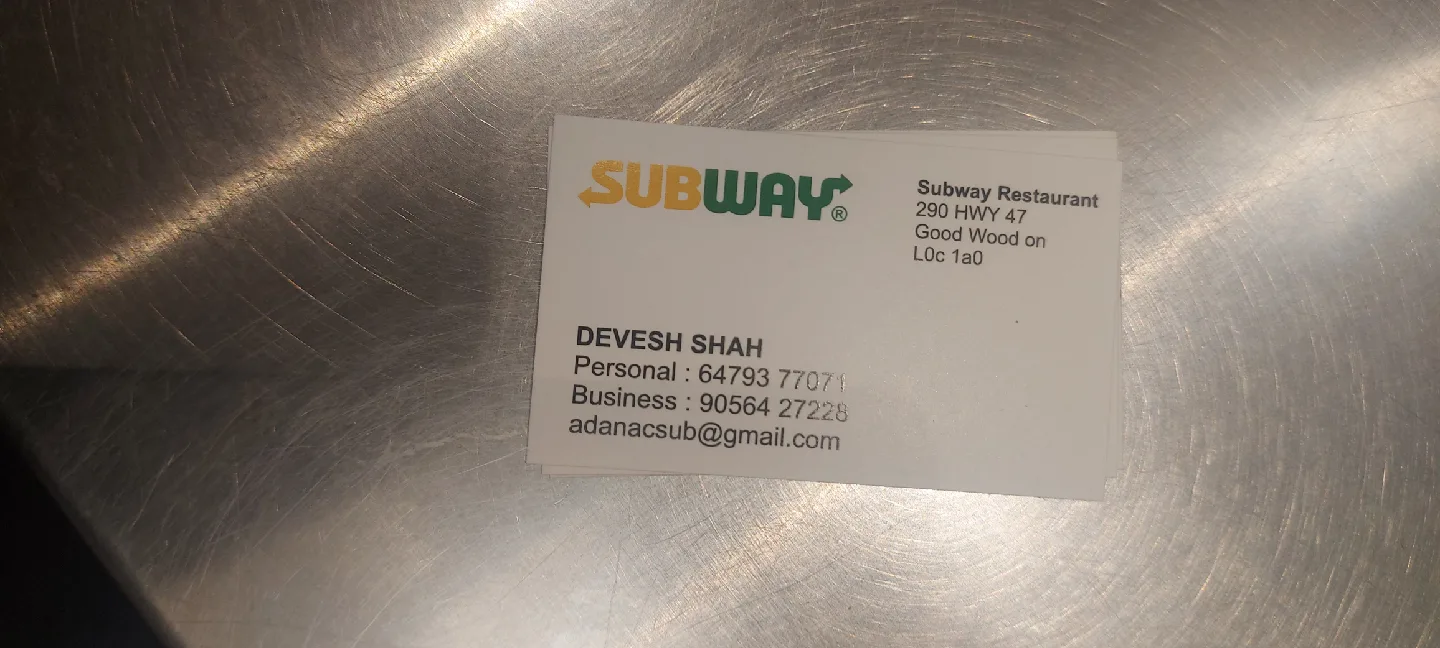 SUBWAY®
Subway Restaurant
290 HWY 47
Good Wood on
L0c 1a0
DEVESH SHAH
Personal : 64793 77071
Business : 90564 27228
adanacsub@gmail.com